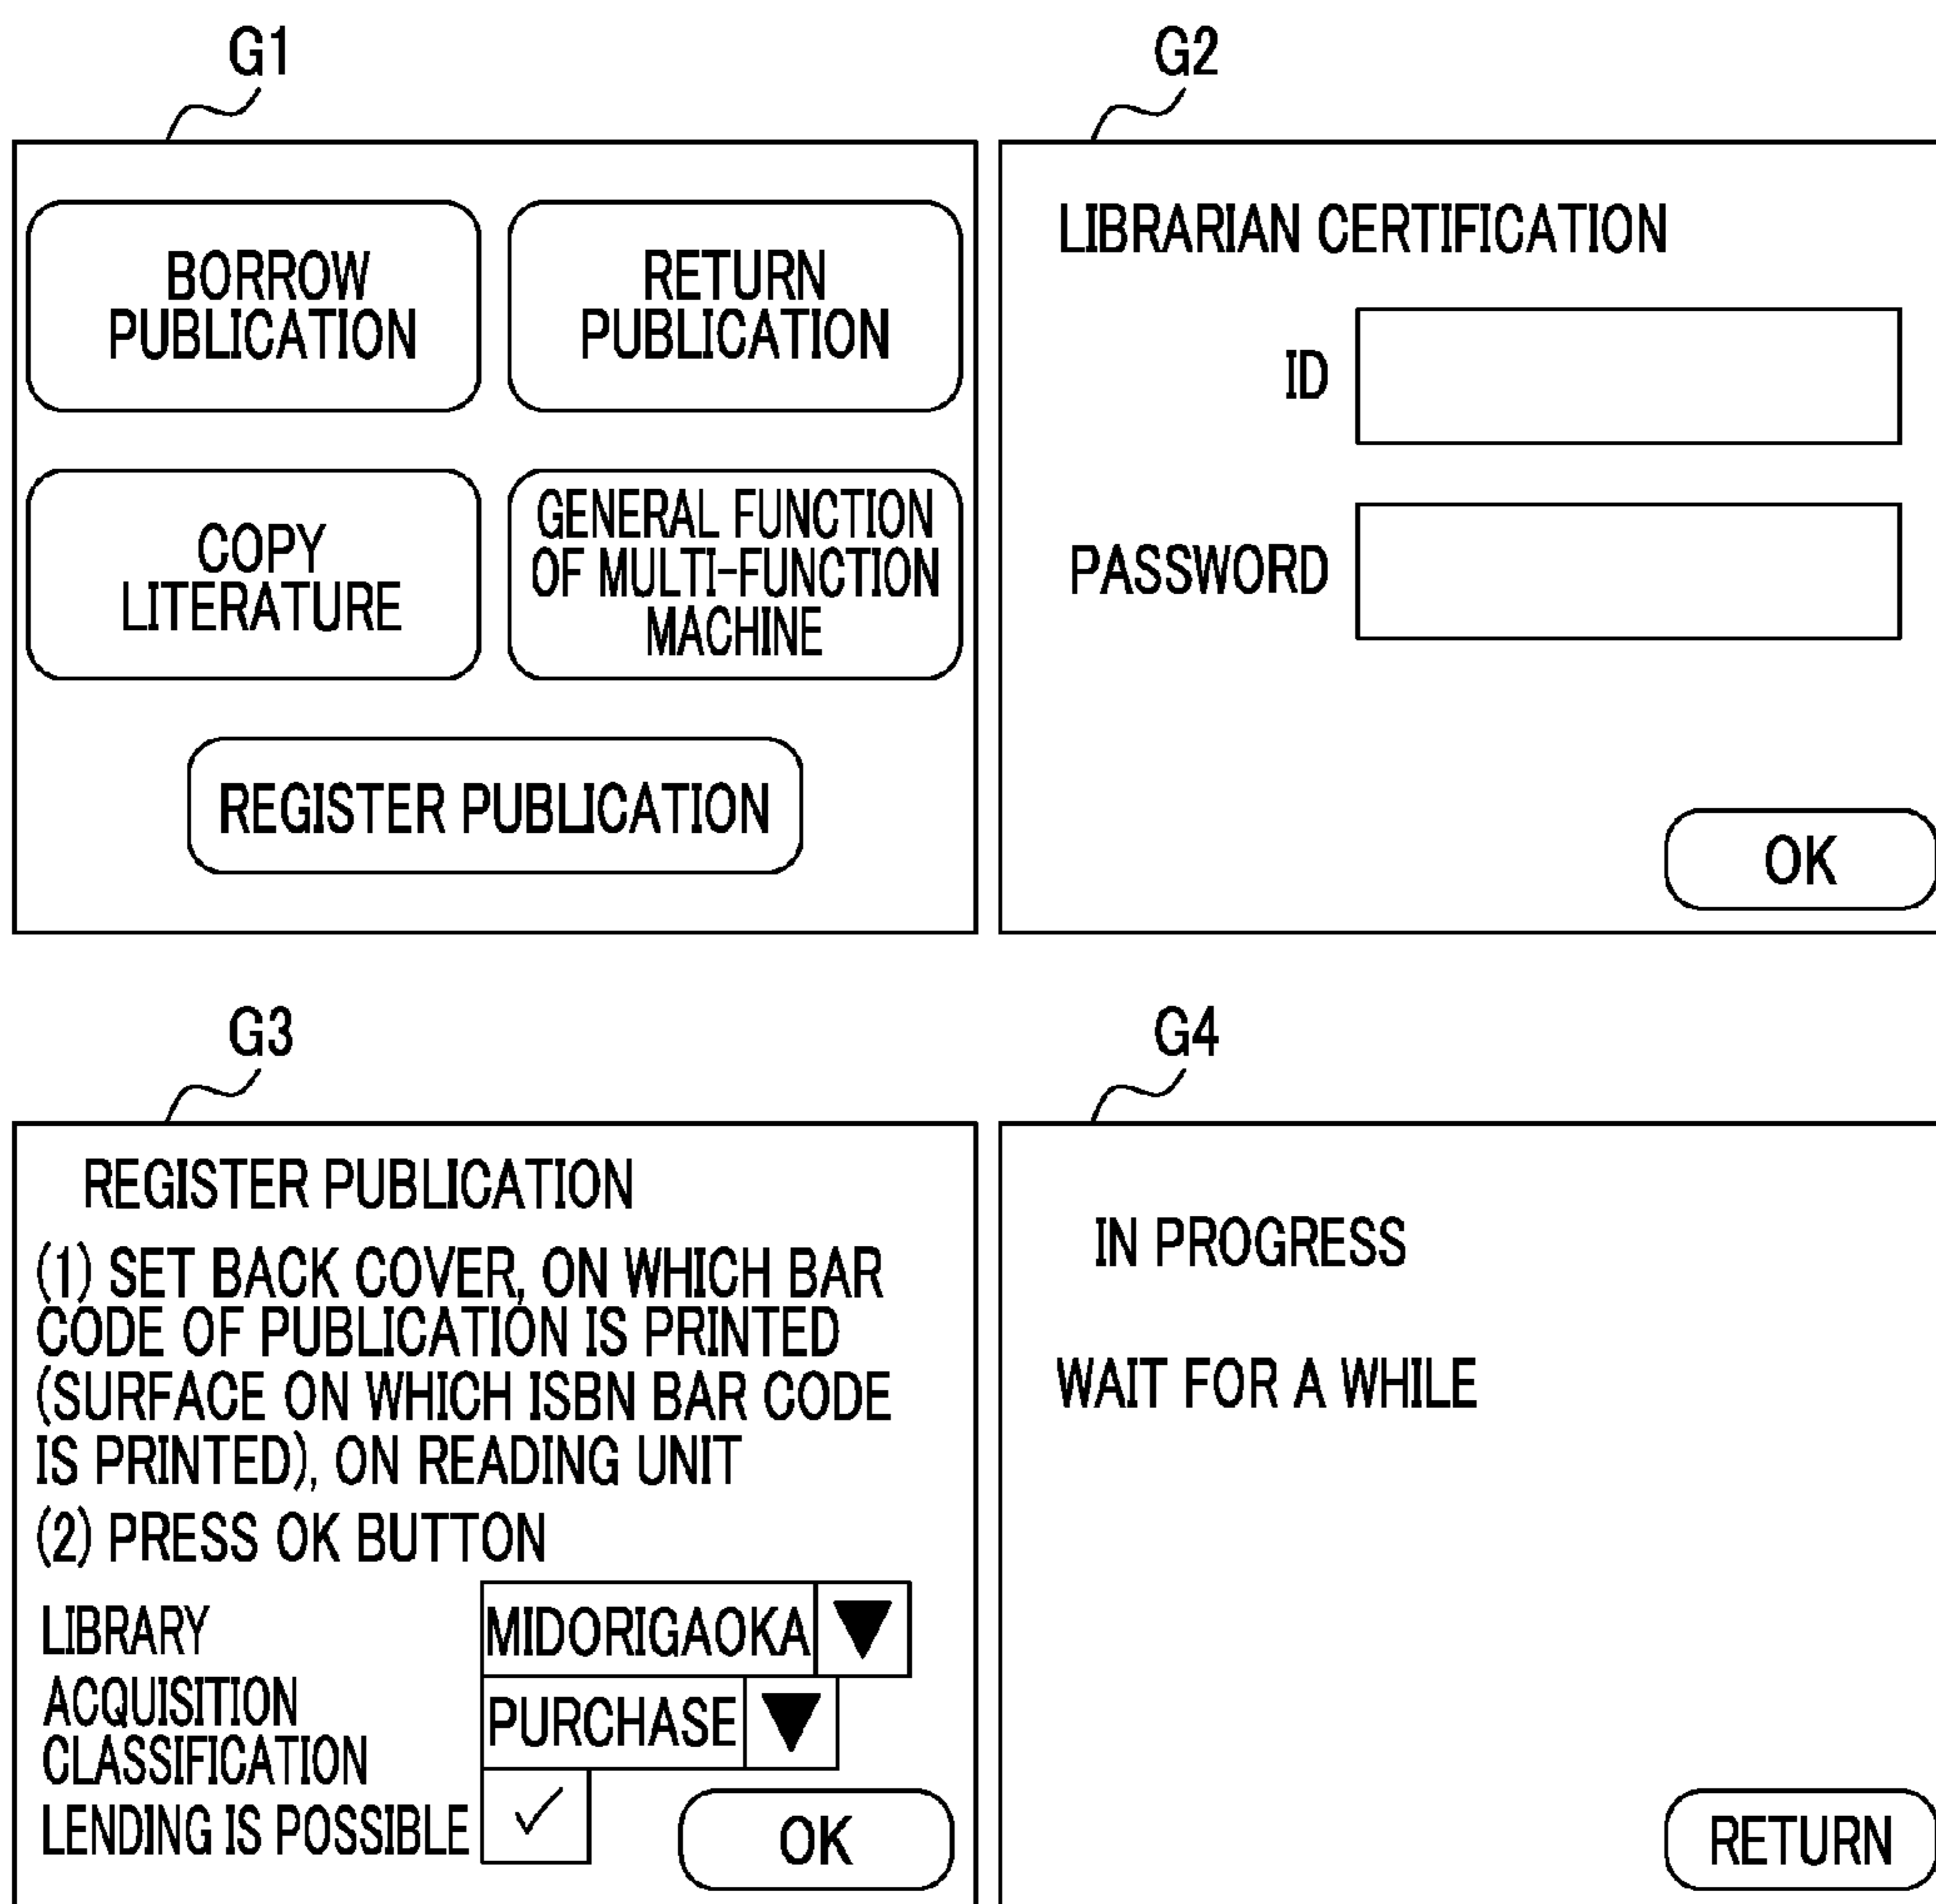 G1
BORROW
PUBLICATION
RETURN
PUBLICATION
COPY
LITERATURE
GENERAL FUNCTION
OF MULTI-FUNCTION
MACHINE
REGISTER PUBLICATION
G2
LIBRARIAN CERTIFICATION
ID
PASSWORD
OK
G3
REGISTER PUBLICATION
(1) SET BACK COVER, ON WHICH BAR
CODE OF PUBLICATION IS PRINTED
(SURFACE ON WHICH ISBN BAR CODE
IS PRINTED), ON READING UNIT
(2) PRESS OK BUTTON
LIBRARY
MIDORIGAOKA
ACQUISITION
CLASSIFICATION
PURCHASE
LENDING IS POSSIBLE
OK
G4
IN PROGRESS
WAIT FOR A WHILE
RETURN